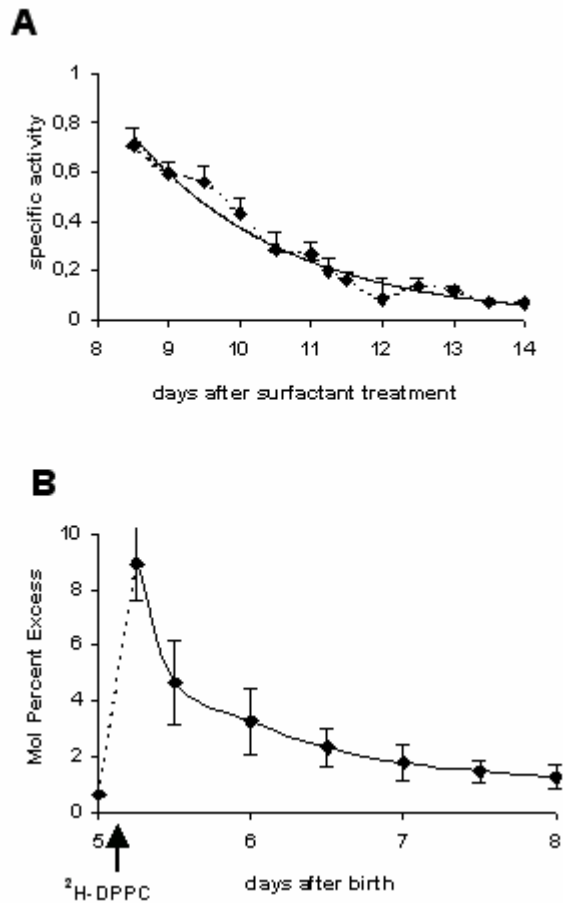 A
specific activity
1
0,8
0,6
0,4
0,2
0
8 9 10 11 12 13 14
days after surfactant treatment
B
Mol Percent Excess
10
8
6
4
2
0
5 6 7 8
²H-DPPC
days after birth